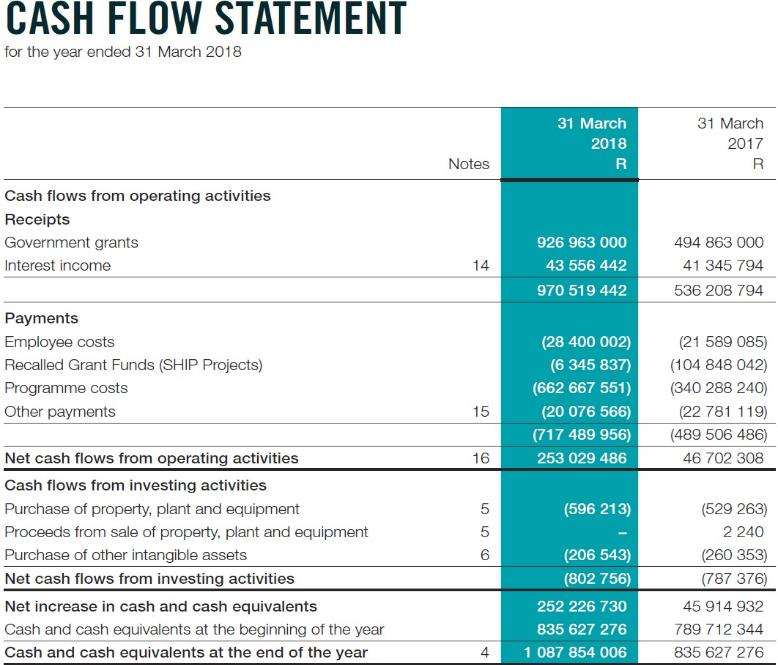 CASH FLOW STATEMENT
for the year ended 31 March 2018
31 March 31 March
2018 2017
Notes R R
Cash flows from operating activities
Receipts
Government grants 926 963 000 494 863 000
Interest income 14 43 556 442 41 345 794
970 519 442 536 208 794
Payments
Employee costs (28 400 002) (21 589 085)
Recalled Grant Funds (SHIP Projects) (6 345 837) (104 848 042)
Programme costs (662 667 551) (340 288 240)
Other payments 15 (20 076 566) (22 781 119)
(717 489 956) (489 506 486)
Net cash flows from operating activities 16 253 029 486 46 702 308
Cash flows from investing activities
Purchase of property, plant and equipment 5 (596 213) (529 263)
Proceeds from sale of property, plant and equipment 5 – 2 240
Purchase of other intangible assets 6 (206 543) (260 353)
Net cash flows from investing activities (802 756) (787 376)
Net increase in cash and cash equivalents 252 226 730 45 914 932
Cash and cash equivalents at the beginning of the year 835 627 276 789 712 344
Cash and cash equivalents at the end of the year 4 1 087 854 006 835 627 276